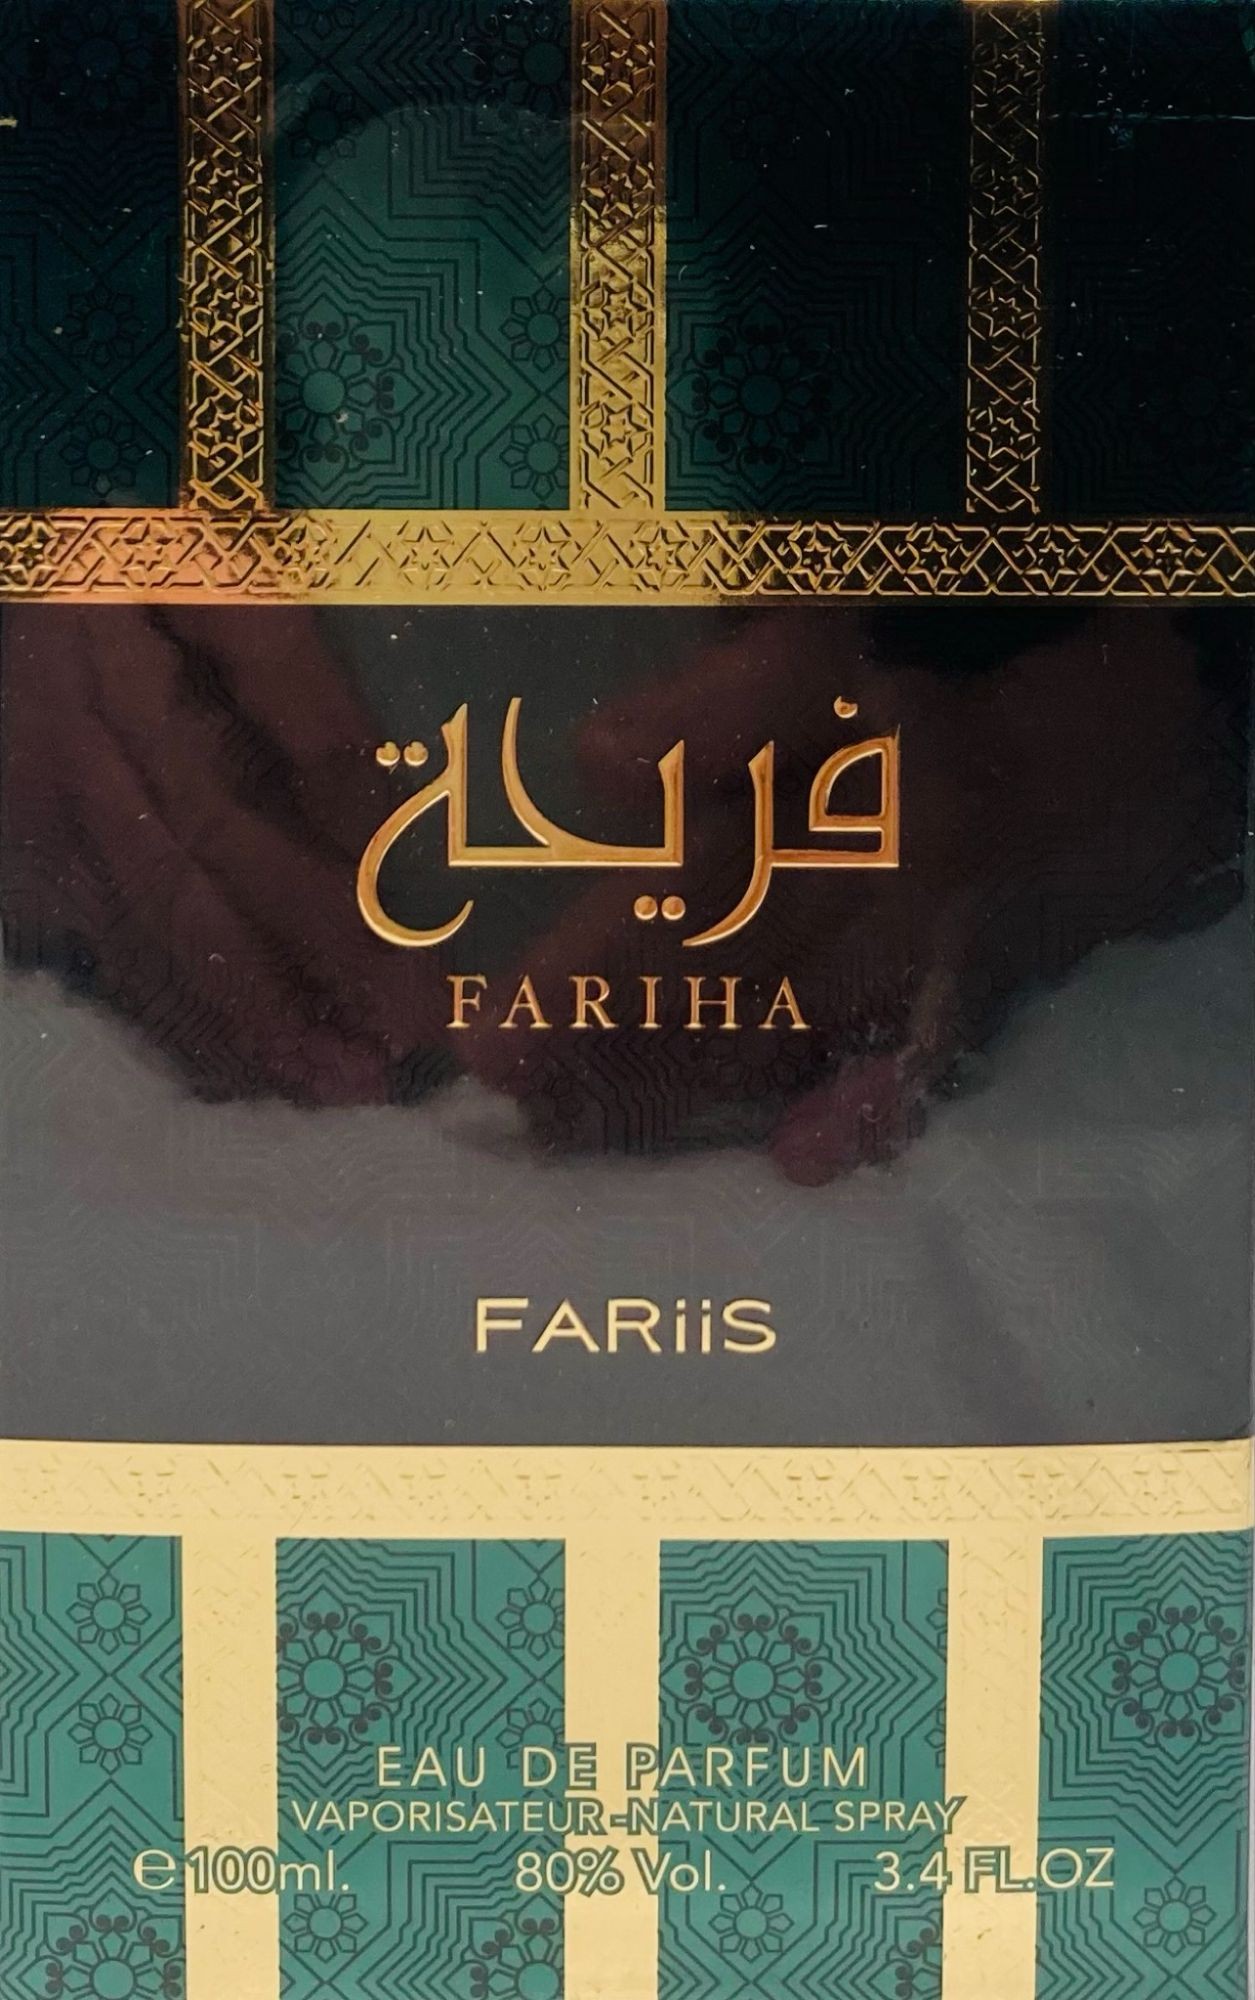 فريحة
FARIHA
FARiiS
EAU DE PARFUM
VAPORISATEUR-NATURAL SPRAY
℮ 100ml. 80% Vol. 3.4 FL.OZ